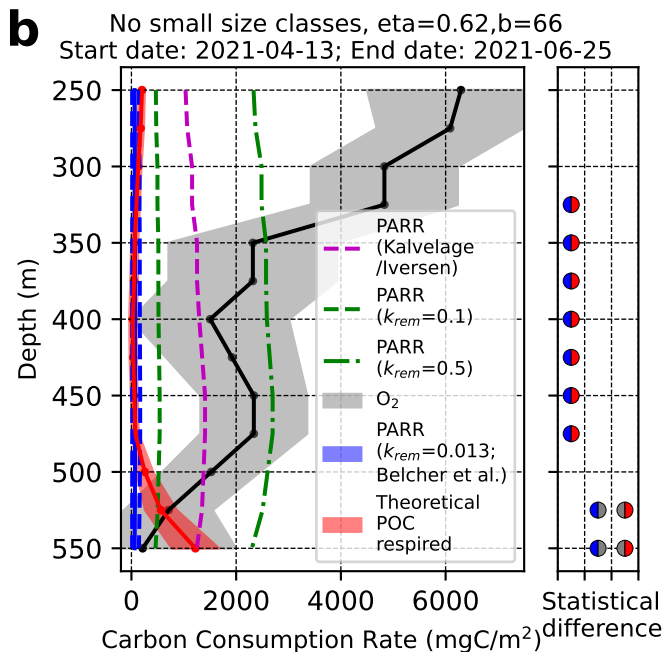 b
No small size classes, eta=0.62,b=66
Start date: 2021-04-13; End date: 2021-06-25
250
300
350
400
450
500
550
Depth (m)
PARR
(Kalvelage
/Iversen)
PARR
(k_rem=0.1)
PARR
(k_rem=0.5)
O₂
PARR
(k_rem=0.013;
Belcher et al.)
Theoretical
POC
respired
0 2000 4000 6000
Carbon Consumption Rate (mgC/m²)
Statistical
difference